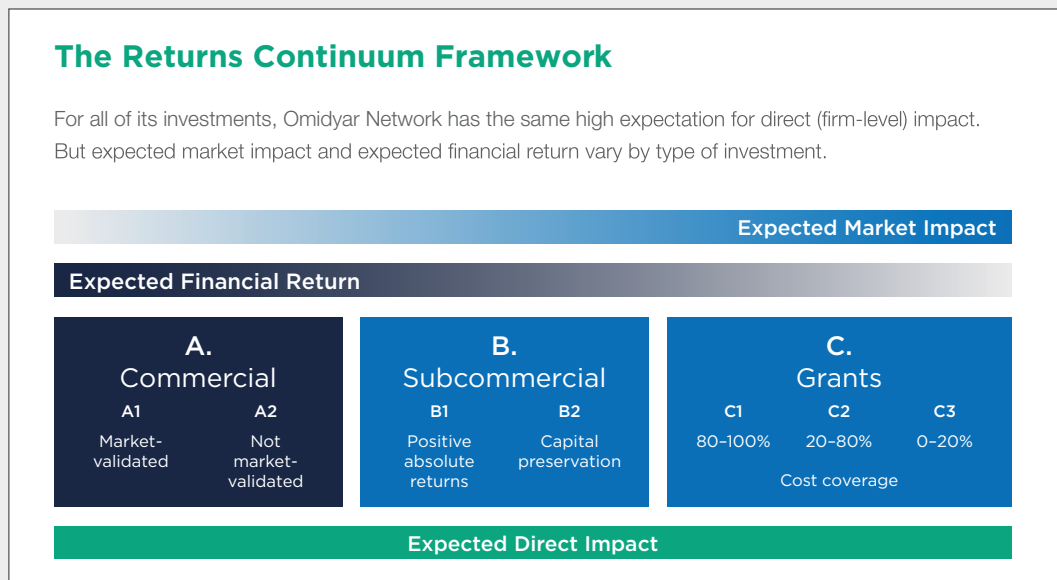 The Returns Continuum Framework
For all of its investments, Omidyar Network has the same high expectation for direct (firm-level) impact.
But expected market impact and expected financial return vary by type of investment.
Expected Market Impact
Expected Financial Return
A.
Commercial
A1
Market-
validated
A2
Not
market-
validated
B.
Subcommercial
B1
Positive
absolute
returns
B2
Capital
preservation
C.
Grants
C1
80–100%
C2
20–80%
C3
0–20%
Cost coverage
Expected Direct Impact